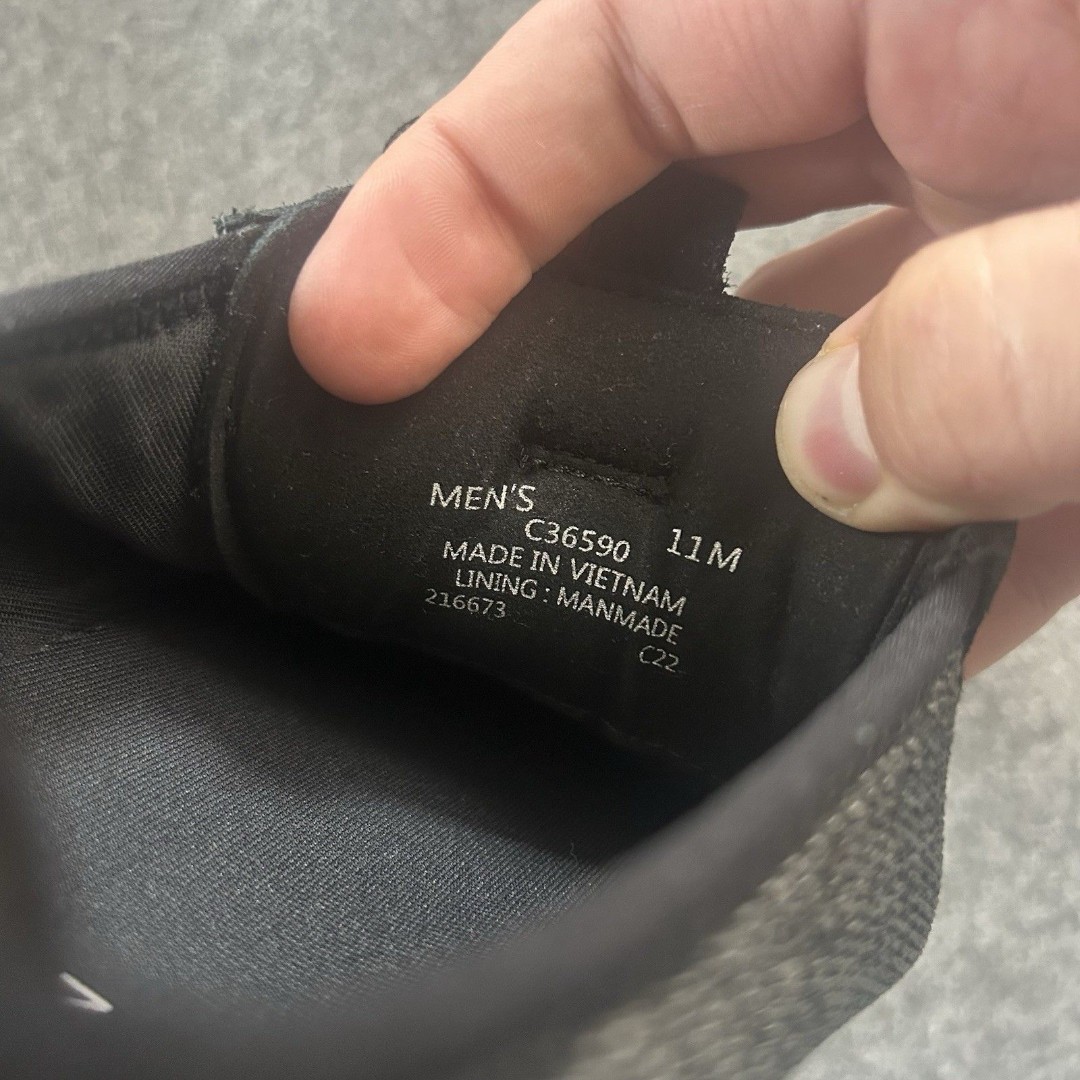 MEN'S
C36590 11M
MADE IN VIETNAM
LINING : MANMADE
216673
C22